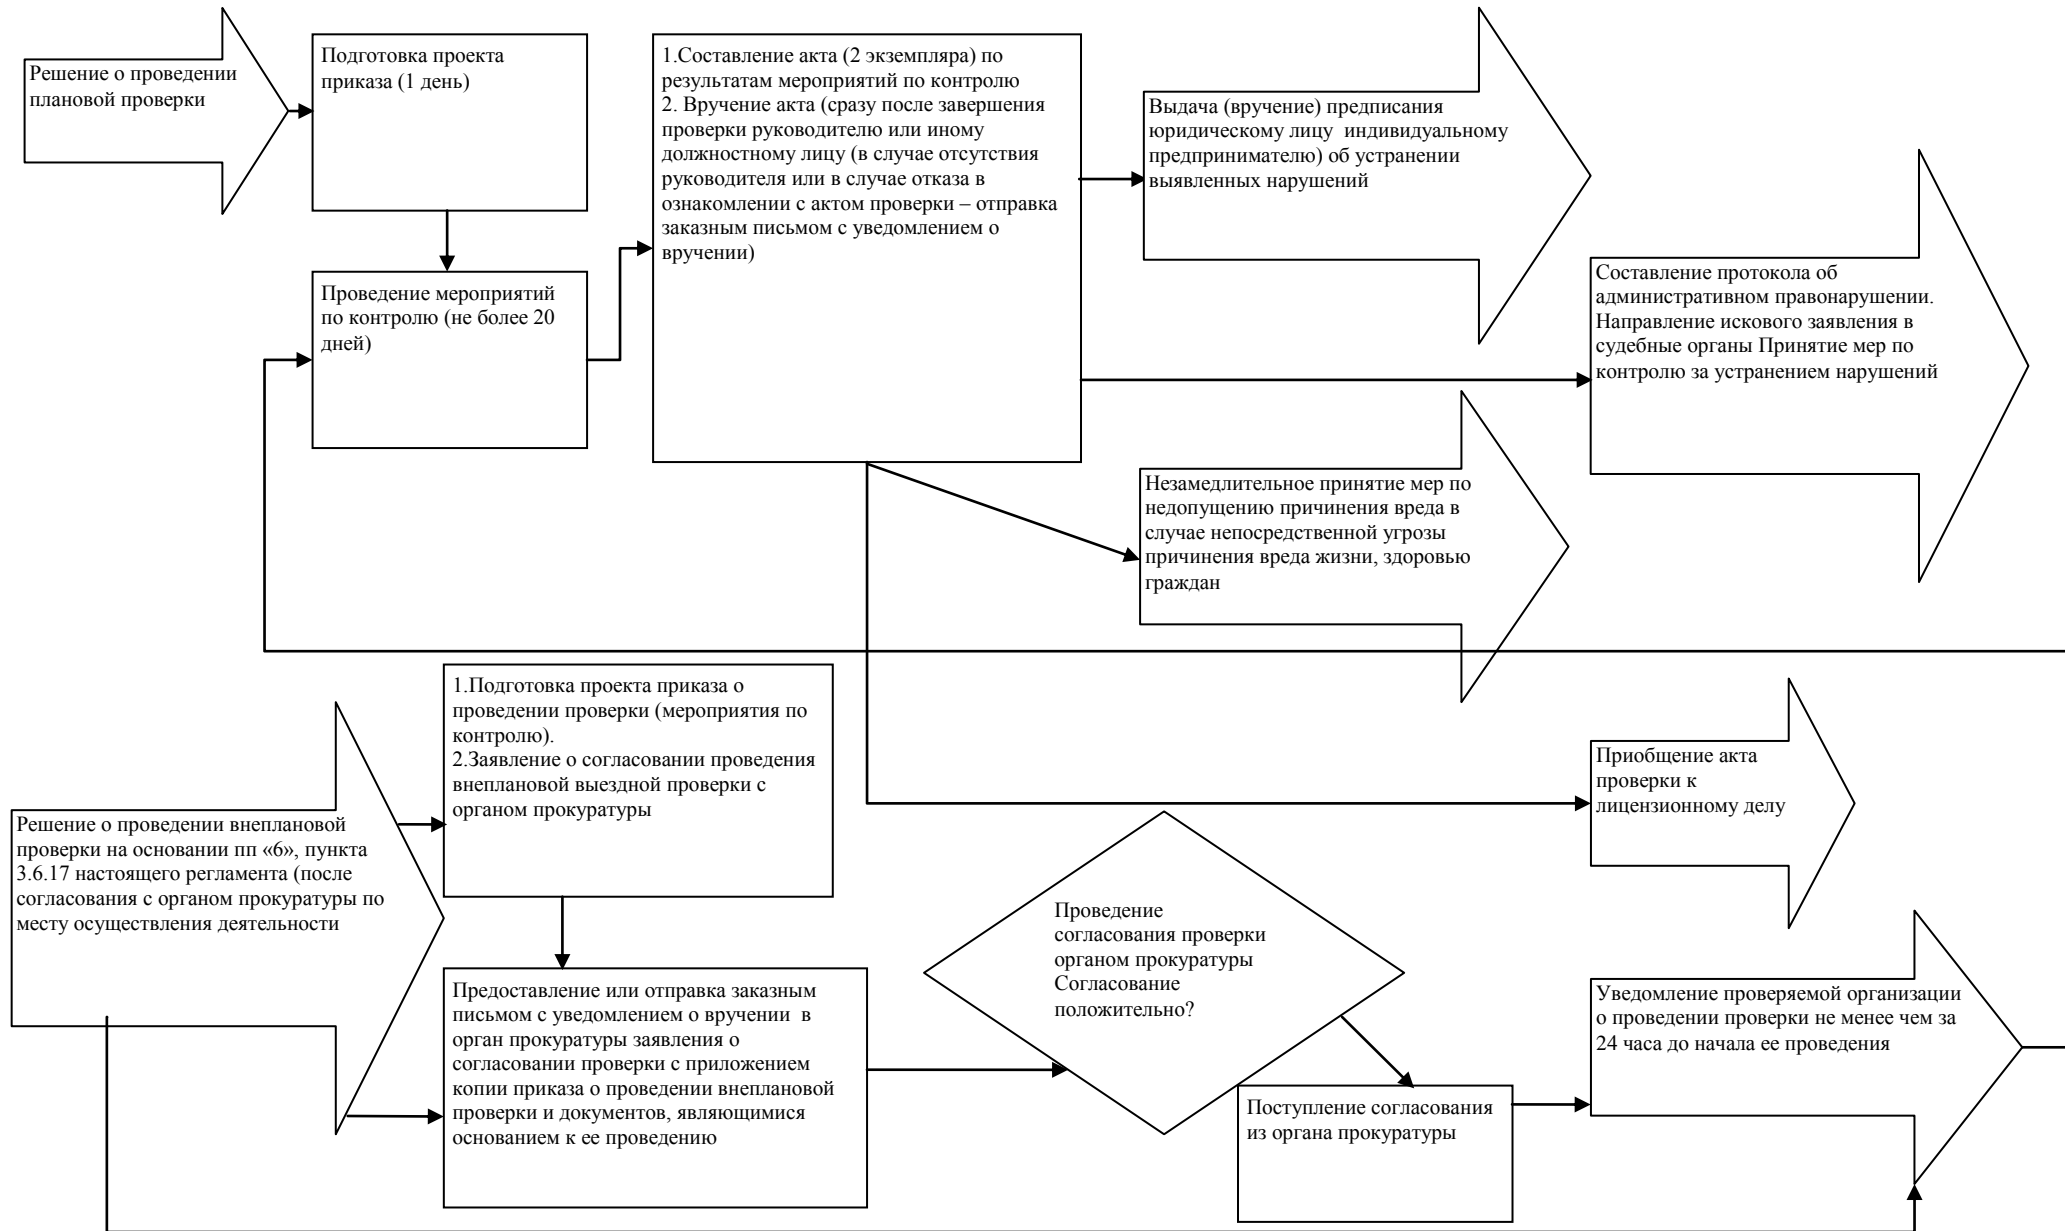 Решение о проведении
плановой проверки
Подготовка проекта
приказа (1 день)
1.Составление акта (2 экземпляра) по
результатам мероприятий по контролю
2. Вручение акта (сразу после завершения
проверки руководителю или иному
должностному лицу (в случае отсутствия
руководителя или в случае отказа в
ознакомлении с актом проверки – отправка
заказным письмом с уведомлением о
вручении)
Выдача (вручение) предписания
юридическому лицу индивидуальному
предпринимателю) об устранении
выявленных нарушений
Проведение мероприятий
по контролю (не более 20
дней)
Составление протокола об
административном правонарушении.
Направление искового заявления в
судебные органы Принятие мер по
контролю за устранением нарушений
Незамедлительное принятие мер по
недопущению причинения вреда в
случае непосредственной угрозы
причинения вреда жизни, здоровью
граждан
1.Подготовка проекта приказа о
проведении проверки (мероприятия по
контролю).
2.Заявление о согласовании проведения
внеплановой выездной проверки с
органом прокуратуры
Приобщение акта
проверки к
лицензионному делу
Решение о проведении внеплановой
проверки на основании пп «6», пункта
3.6.17 настоящего регламента (после
согласования с органом прокуратуры по
месту осуществления деятельности
Проведение
согласования проверки
органом прокуратуры
Согласование
положительно?
Предоставление или отправка заказным
письмом с уведомлением о вручении в
орган прокуратуры заявления о
согласовании проверки с приложением
копии приказа о проведении внеплановой
проверки и документов, являющимися
основанием к ее проведению
Уведомление проверяемой организации
о проведении проверки не менее чем за
24 часа до начала ее проведения
Поступление согласования
из органа прокуратуры